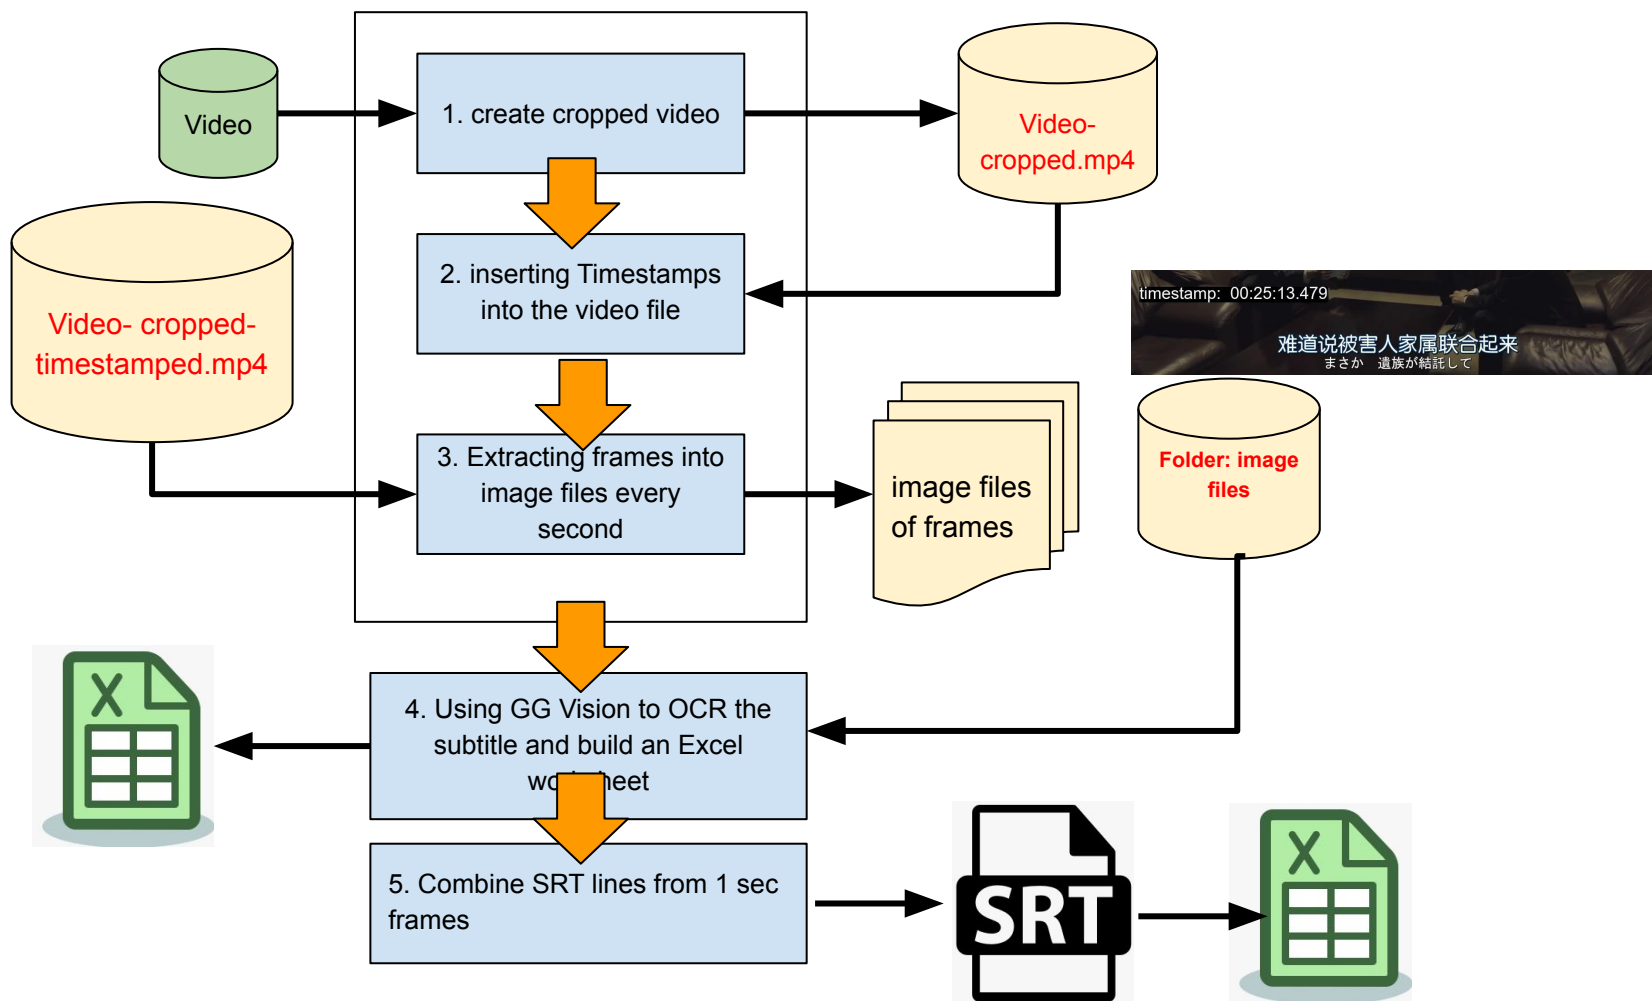 Video
1. create cropped video
Video-
cropped.mp4
2. inserting Timestamps
into the video file
Video- cropped-
timestamped.mp4
timestamp: 00:25:13.479
难道说被害人家属联合起来
まさか 遺族が結託して
3. Extracting frames into
image files every
second
image files
of frames
Folder: image
files
X
4. Using GG Vision to OCR the
subtitle and build an Excel
5. Combine SRT lines from 1 sec
frames
SRT
X